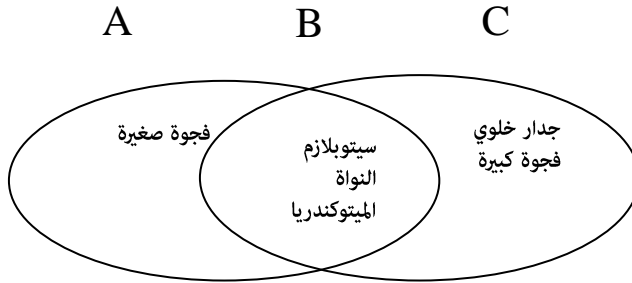 A B C
جدار خلوي
فجوة كبيرة
سيتوبلازم
النواة
الميتوكندريا
فجوة صغيرة